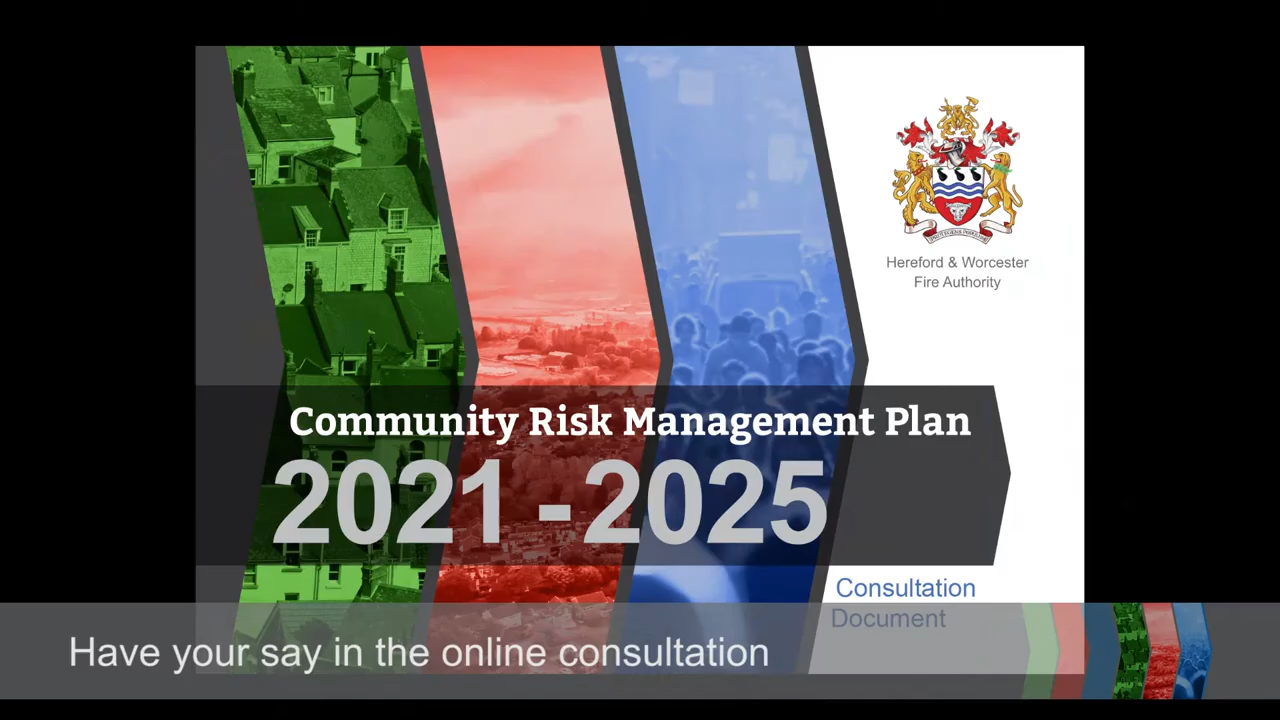 Hereford & Worcester
Fire Authority
Community Risk Management Plan
2021 - 2025
Consultation
Document
Have your say in the online consultation